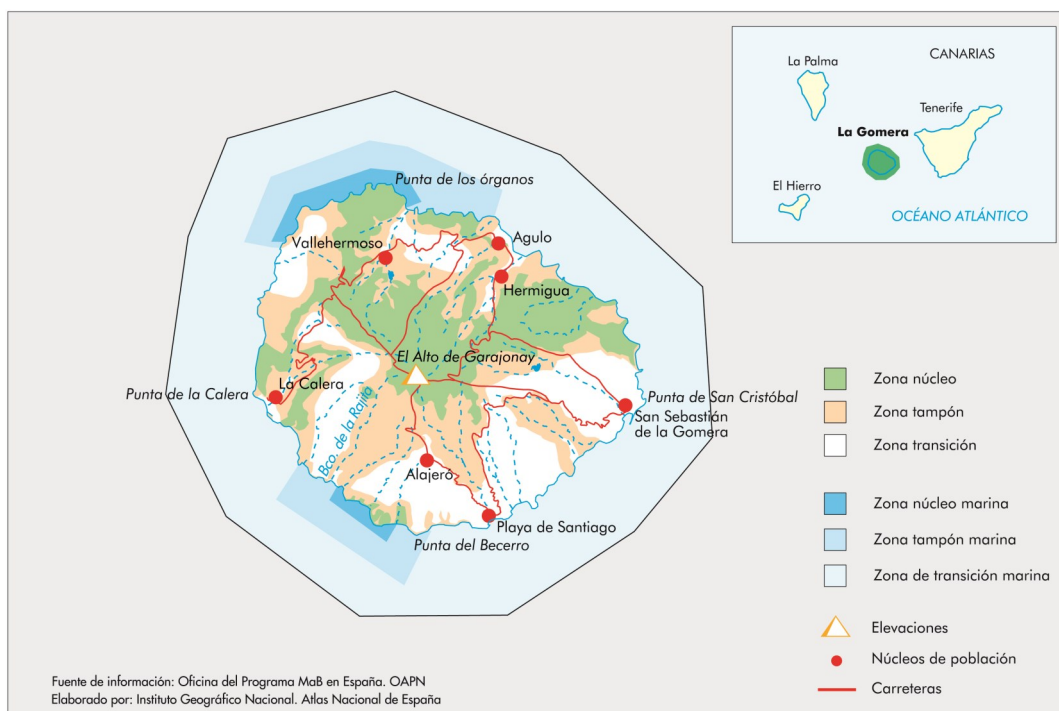 CANARIAS
La Palma
Tenerife
La Gomera
El Hierro
OCÉANO ATLÁNTICO
Punta de los órganos
Vallehermoso
Agulo
Hermigua
El Alto de Garajonay
La Calera
Punta de la Calera
Punta de San Cristóbal
San Sebastián
de la Gomera
Bco. de la Rajita
Alajeró
Playa de Santiago
Punta del Becerro
Zona núcleo
Zona tampón
Zona transición
Zona núcleo marina
Zona tampón marina
Zona de transición marina
Elevaciones
Núcleos de población
Carreteras
Fuente de información: Oficina del Programa MaB en España. OAPN
Elaborado por: Instituto Geográfico Nacional. Atlas Nacional de España